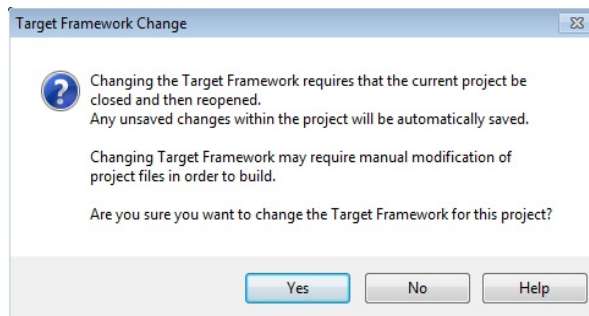 Target Framework Change
Changing the Target Framework requires that the current project be
closed and then reopened.
Any unsaved changes within the project will be automatically saved.
Changing Target Framework may require manual modification of
project files in order to build.
Are you sure you want to change the Target Framework for this project?
Yes No Help